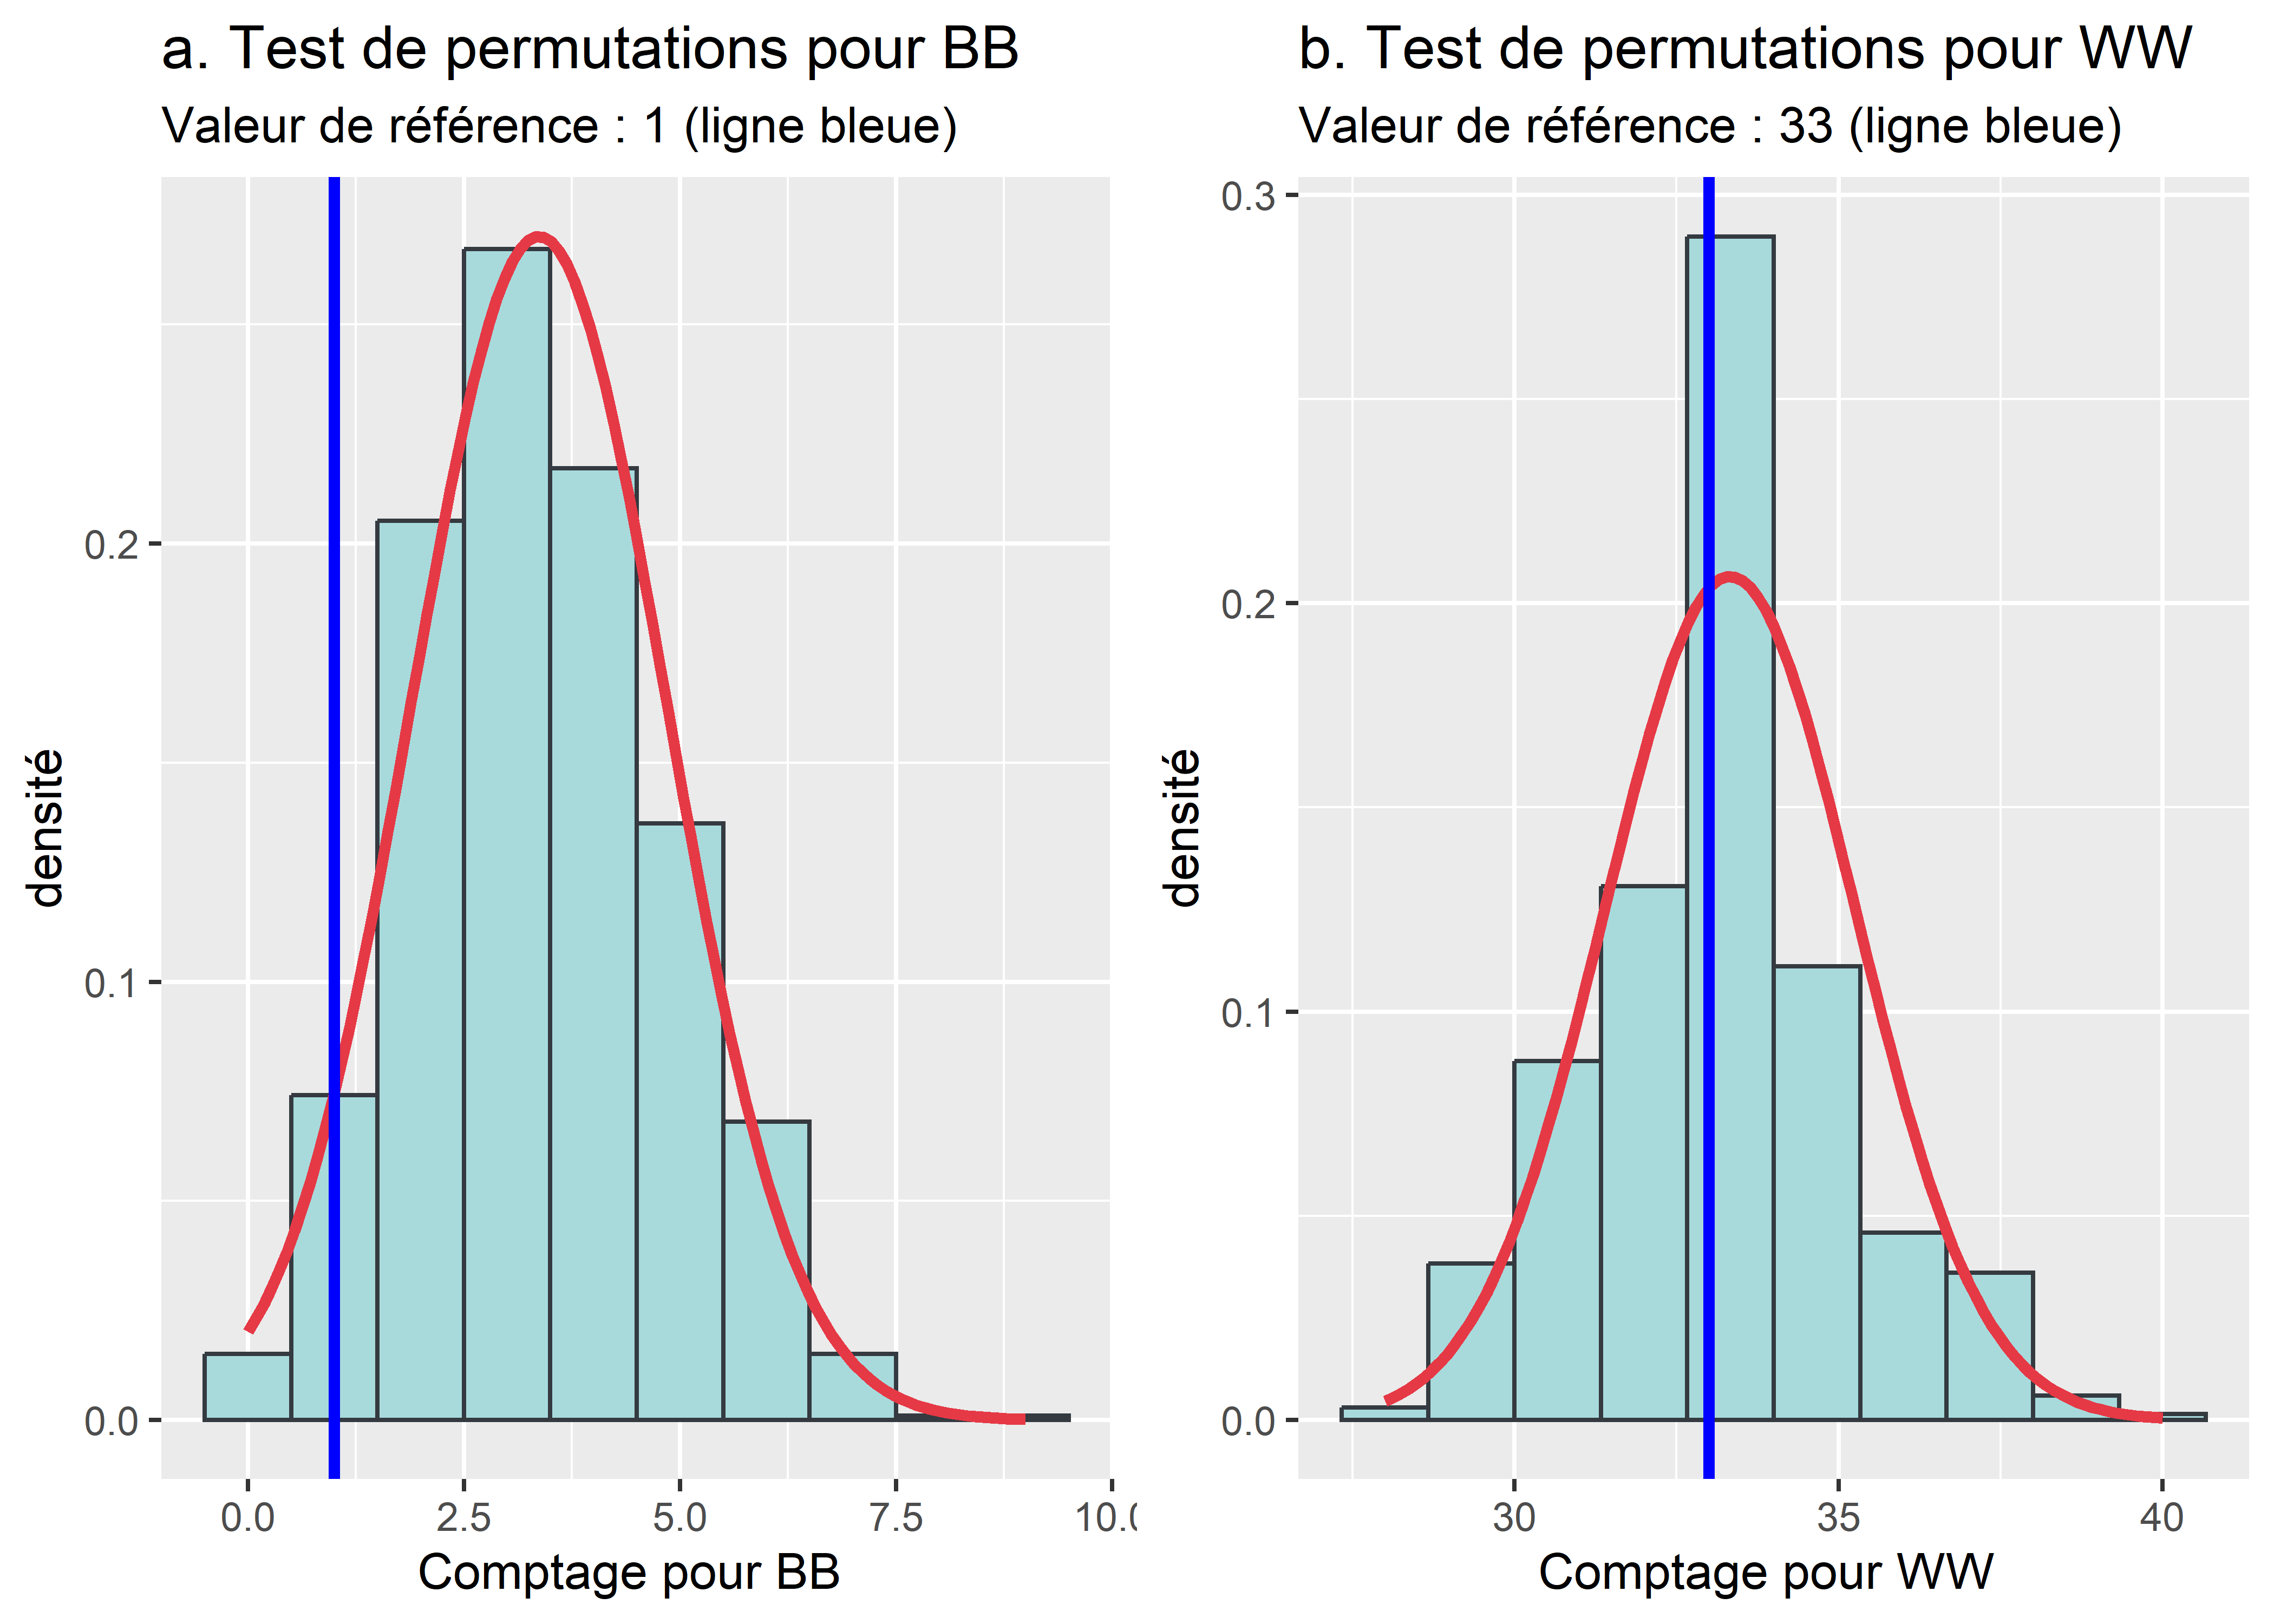 a. Test de permutations pour BB
Valeur de référence : 1 (ligne bleue)
densité
0.2
0.1
0.0
0.0 2.5 5.0 7.5 10.0
Comptage pour BB
b. Test de permutations pour WW
Valeur de référence : 33 (ligne bleue)
densité
0.3
0.2
0.1
0.0
30 35 40
Comptage pour WW